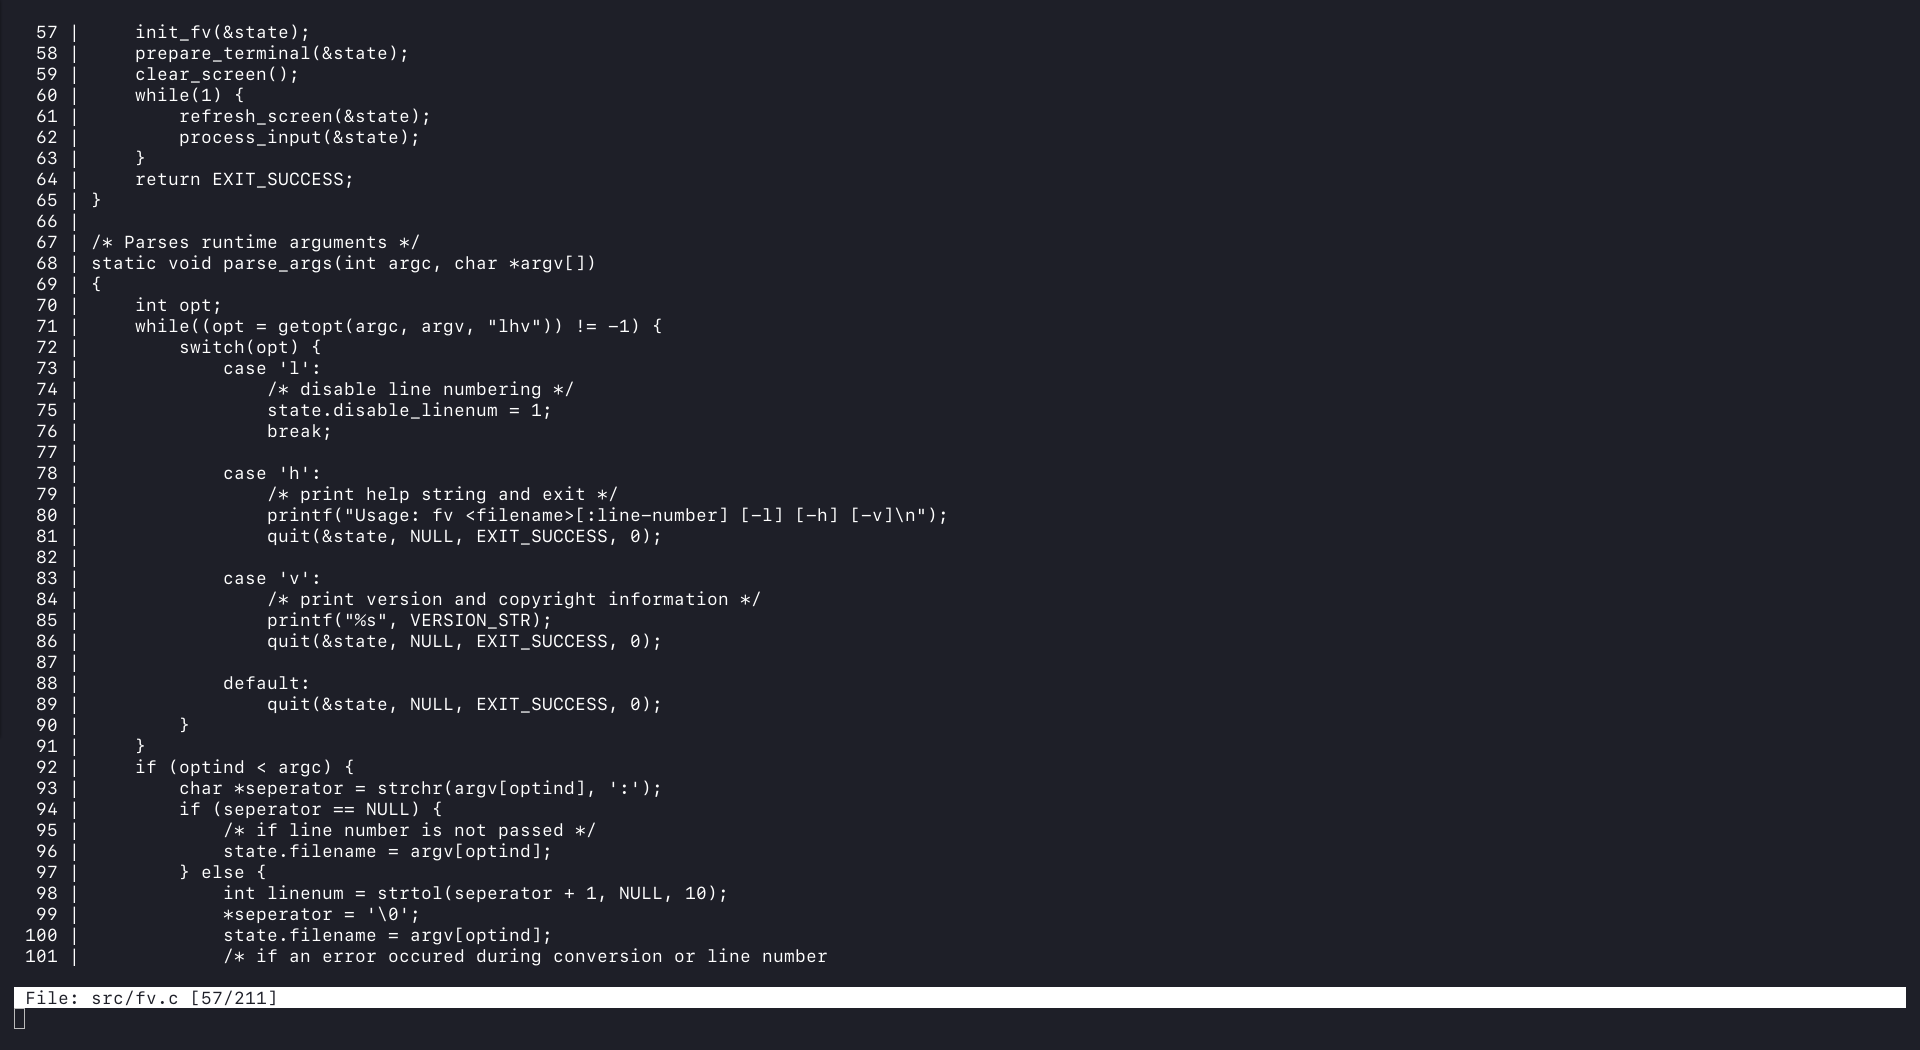 57 |     init_fv(&state);
58 |     prepare_terminal(&state);
59 |     clear_screen();
60 |     while(1) {
61 |         refresh_screen(&state);
62 |         process_input(&state);
63 |     }
64 |     return EXIT_SUCCESS;
65 | }
66 |
67 | /* Parses runtime arguments */
68 | static void parse_args(int argc, char *argv[])
69 | {
70 |     int opt;
71 |     while((opt = getopt(argc, argv, "lhv")) != -1) {
72 |         switch(opt) {
73 |             case 'l':
74 |                 /* disable line numbering */
75 |                 state.disable_linenum = 1;
76 |                 break;
77 |
78 |             case 'h':
79 |                 /* print help string and exit */
80 |                 printf("Usage: fv <filename>[:line-number] [-l] [-h] [-v]\n");
81 |                 quit(&state, NULL, EXIT_SUCCESS, 0);
82 |
83 |             case 'v':
84 |                 /* print version and copyright information */
85 |                 printf("%s", VERSION_STR);
86 |                 quit(&state, NULL, EXIT_SUCCESS, 0);
87 |
88 |             default:
89 |                 quit(&state, NULL, EXIT_SUCCESS, 0);
90 |         }
91 |     }
92 |     if (optind < argc) {
93 |         char *seperator = strchr(argv[optind], ':');
94 |         if (seperator == NULL) {
95 |             /* if line number is not passed */
96 |             state.filename = argv[optind];
97 |         } else {
98 |             int linenum = strtol(seperator + 1, NULL, 10);
99 |             *seperator = '\0';
100 |             state.filename = argv[optind];
101 |             /* if an error occured during conversion or line number
File: src/fv.c [57/211]